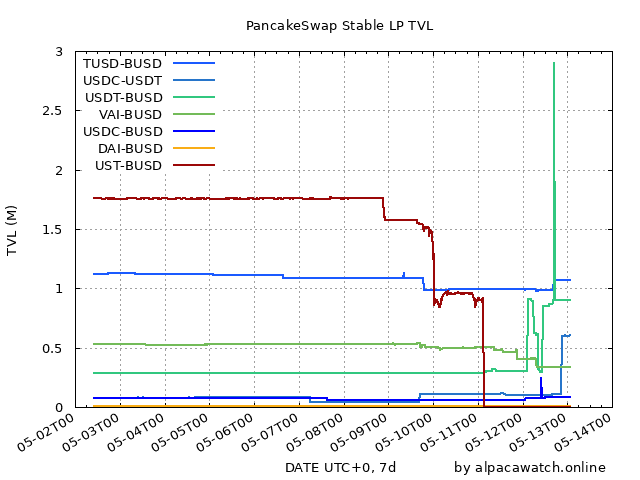 PancakeSwap Stable LP TVL
3
2.5
2
1.5
1
0.5
0
TVL (M)
TUSD-BUSD
USDC-USDT
USDT-BUSD
VAI-BUSD
USDC-BUSD
DAI-BUSD
UST-BUSD
05-02T00
05-03T00
05-04T00
05-05T00
05-06T00
05-07T00
05-08T00
05-09T00
05-10T00
05-11T00
05-12T00
05-13T00
05-14T00
DATE UTC+0, 7d
by alpacawatch.online